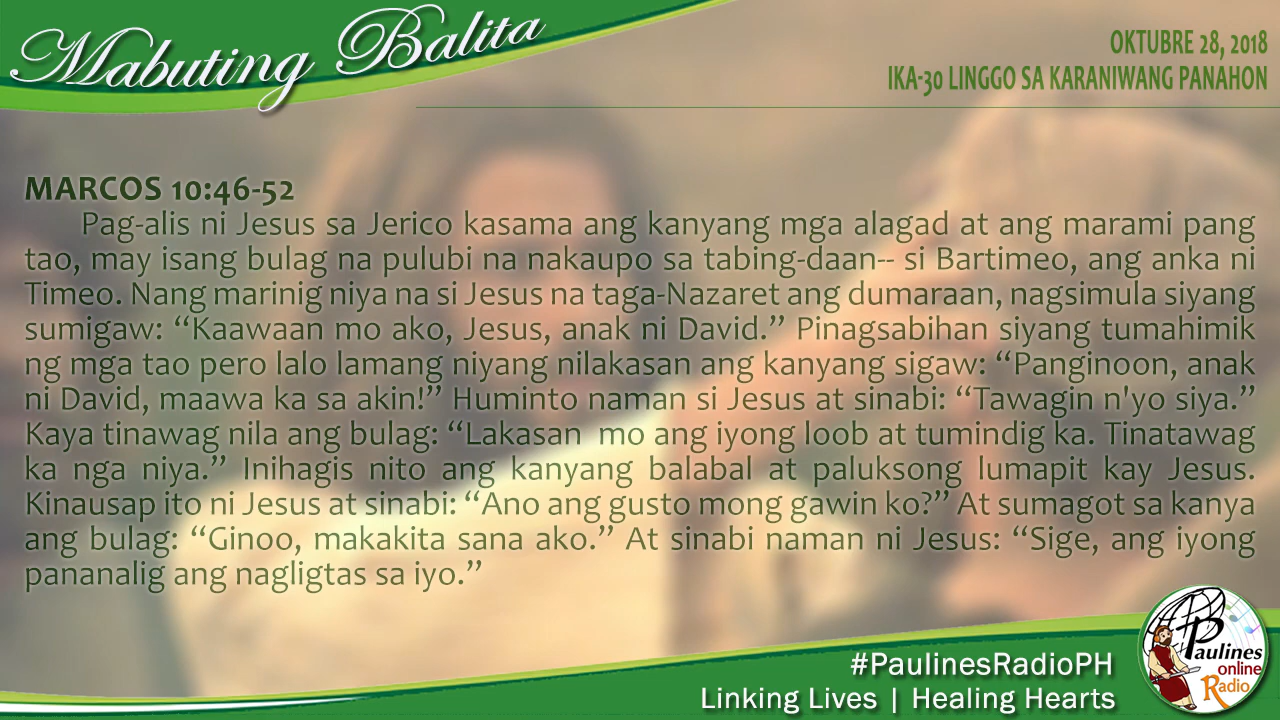 Mabuting Balita
OKTUBRE 28, 2018
IKA-30 LINGGO SA KARANIWANG PANAHON
MARCOS 10:46-52
Pag-alis ni Jesus sa Jerico kasama ang kanyang mga alagad at ang marami pang
tao, may isang bulag na pulubi na nakaupo sa tabing-daan-- si Bartimeo, ang anka ni
Timeo. Nang marinig niya na si Jesus na taga-Nazaret ang dumaraan, nagsimula siyang
sumigaw: “Kaawaan mo ako, Jesus, anak ni David.” Pinagsabihan siyang tumahimik
ng mga tao pero lalo lamang niyang nilakasan ang kanyang sigaw: “Panginoon, anak
ni David, maawa ka sa akin!” Huminto naman si Jesus at sinabi: “Tawagin n'yo siya.”
Kaya tinawag nila ang bulag: “Lakasan mo ang iyong loob at tumindig ka. Tinatawag
ka nga niya.” Inihagis nito ang kanyang balabal at paluksong lumapit kay Jesus.
Kinausap ito ni Jesus at sinabi: “Ano ang gusto mong gawin ko?” At sumagot sa kanya
ang bulag: “Ginoo, makakita sana ako.” At sinabi naman ni Jesus: “Sige, ang iyong
pananalig ang nagligtas sa iyo.”
#PaulinesRadioPH
Linking Lives | Healing Hearts
Paulines
online
Radio